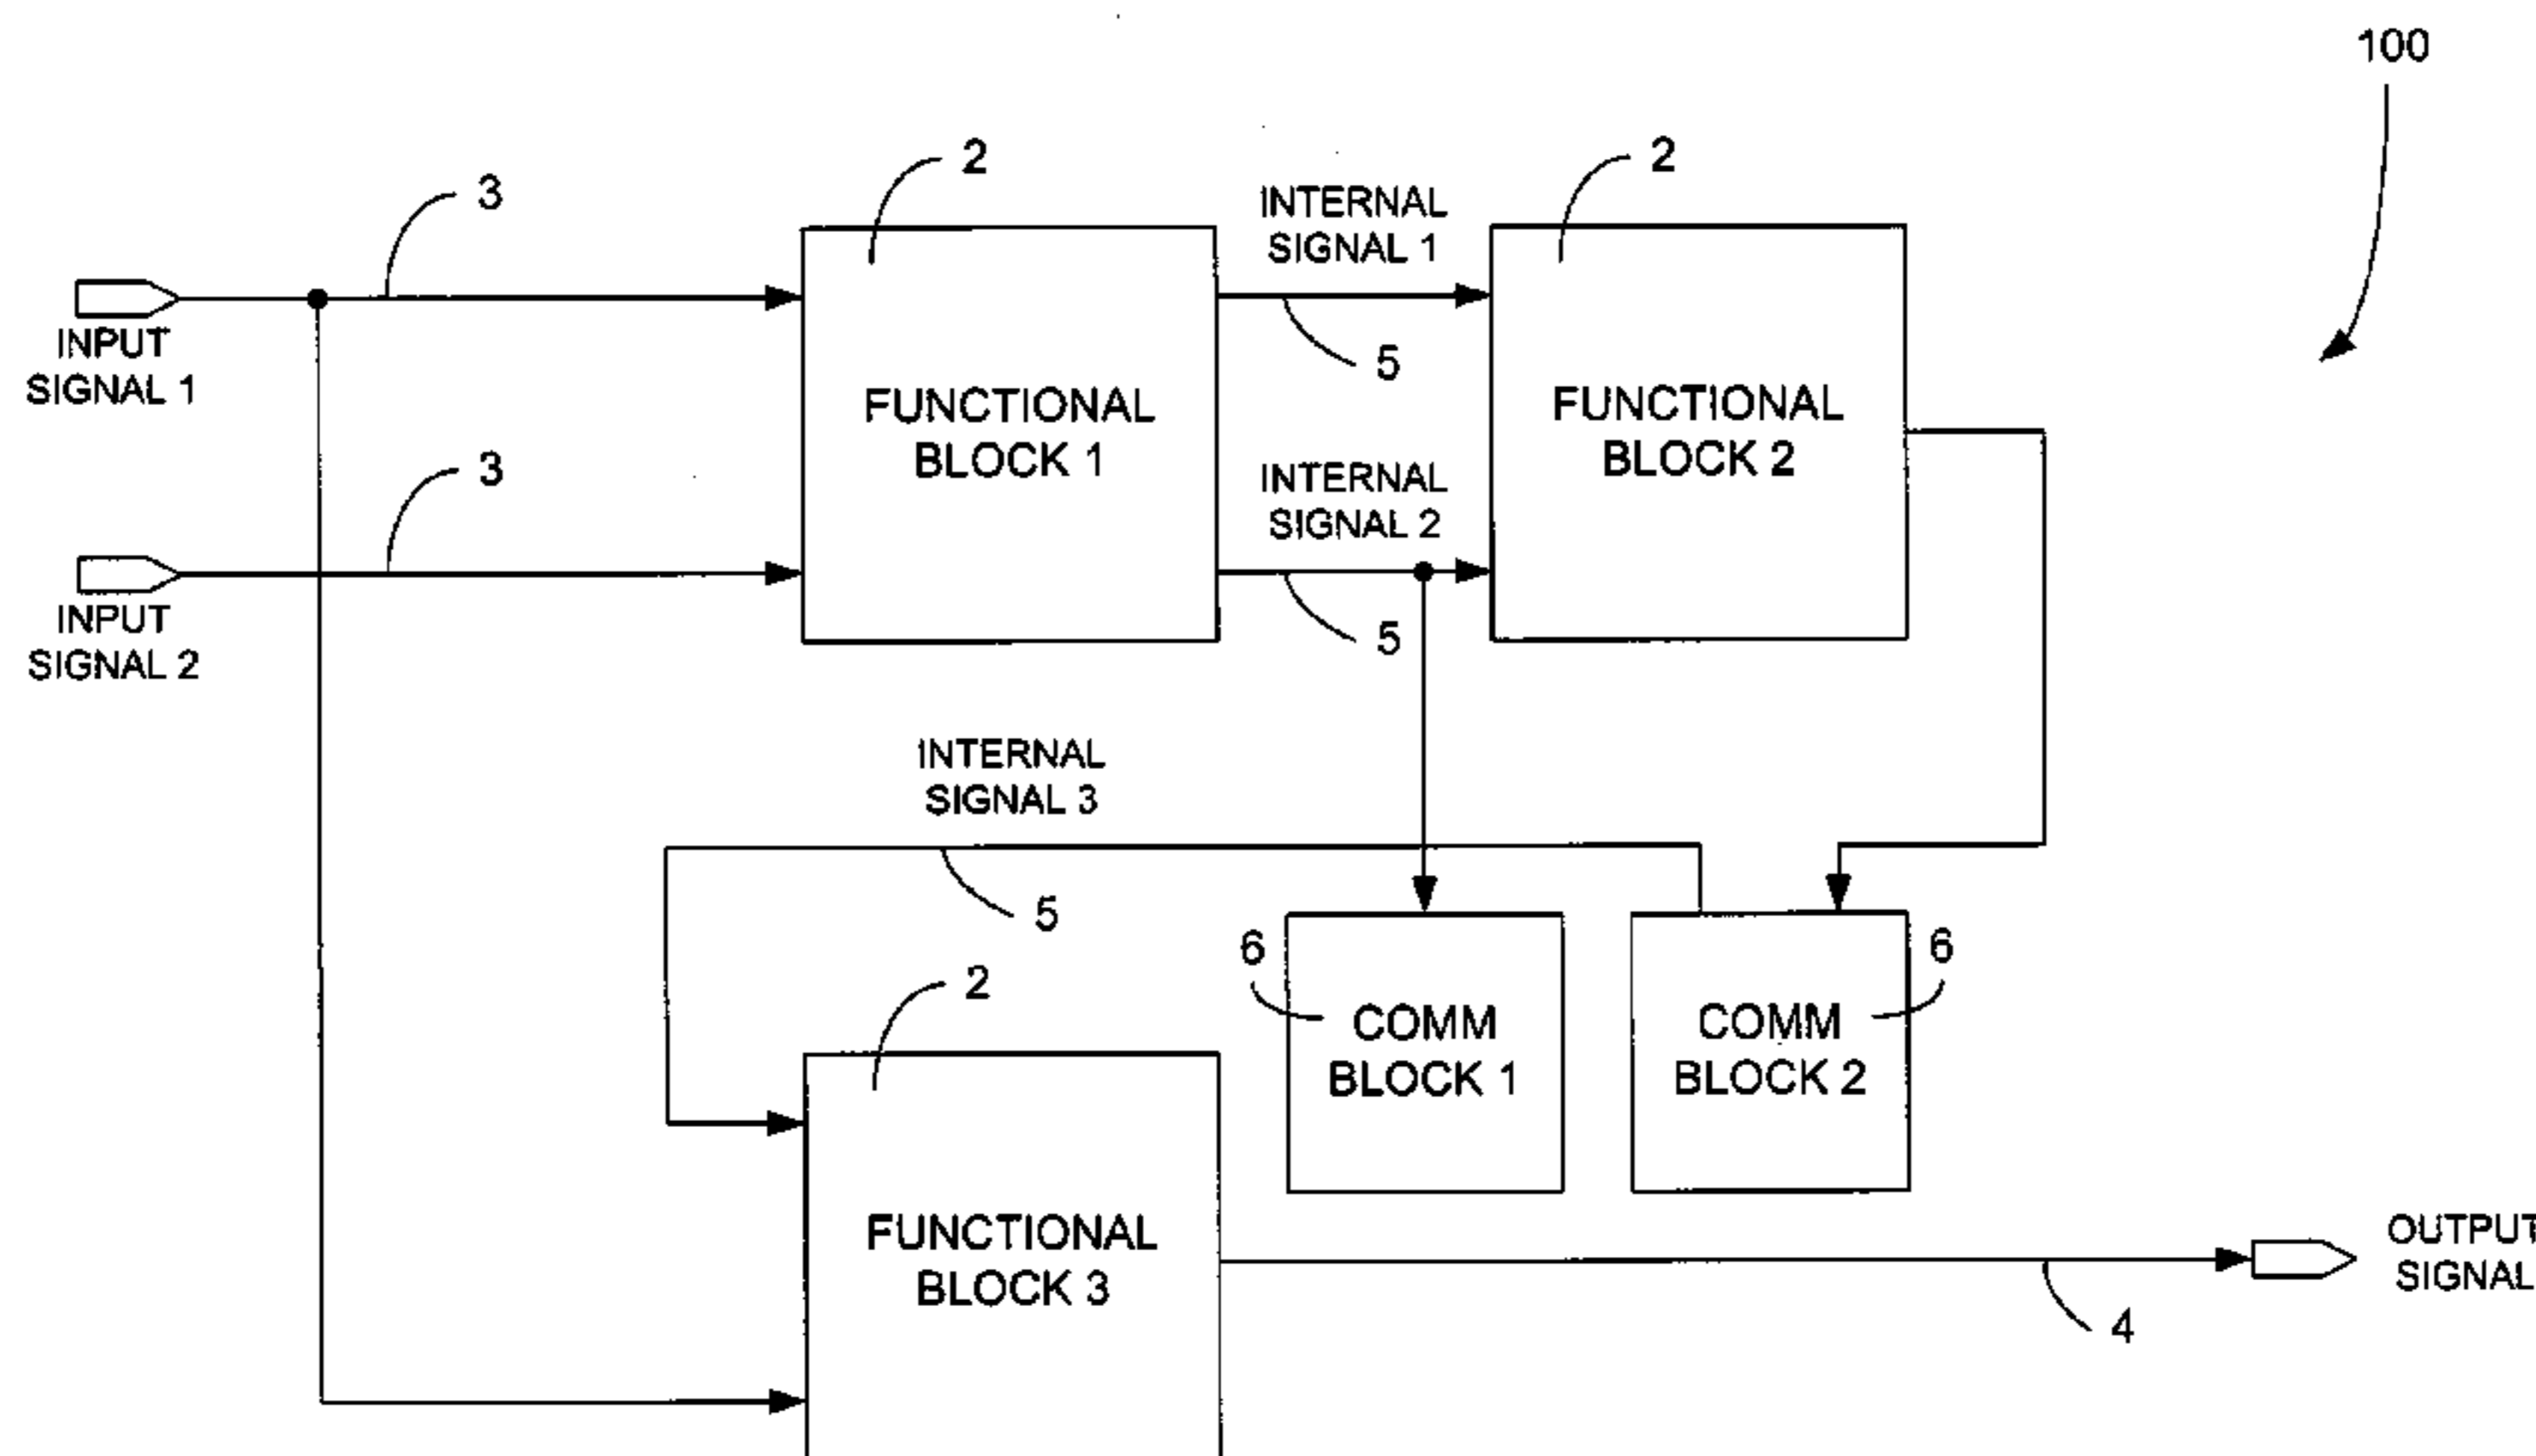 100
2
2
3
INTERNAL
SIGNAL 1
INPUT
SIGNAL 1
5
FUNCTIONAL
BLOCK 1
FUNCTIONAL
BLOCK 2
3
INTERNAL
SIGNAL 2
INPUT
SIGNAL 2
5
INTERNAL
SIGNAL 3
5
6
6
2
COMM
BLOCK 1
COMM
BLOCK 2
FUNCTIONAL
BLOCK 3
OUTPUT
SIGNAL
4